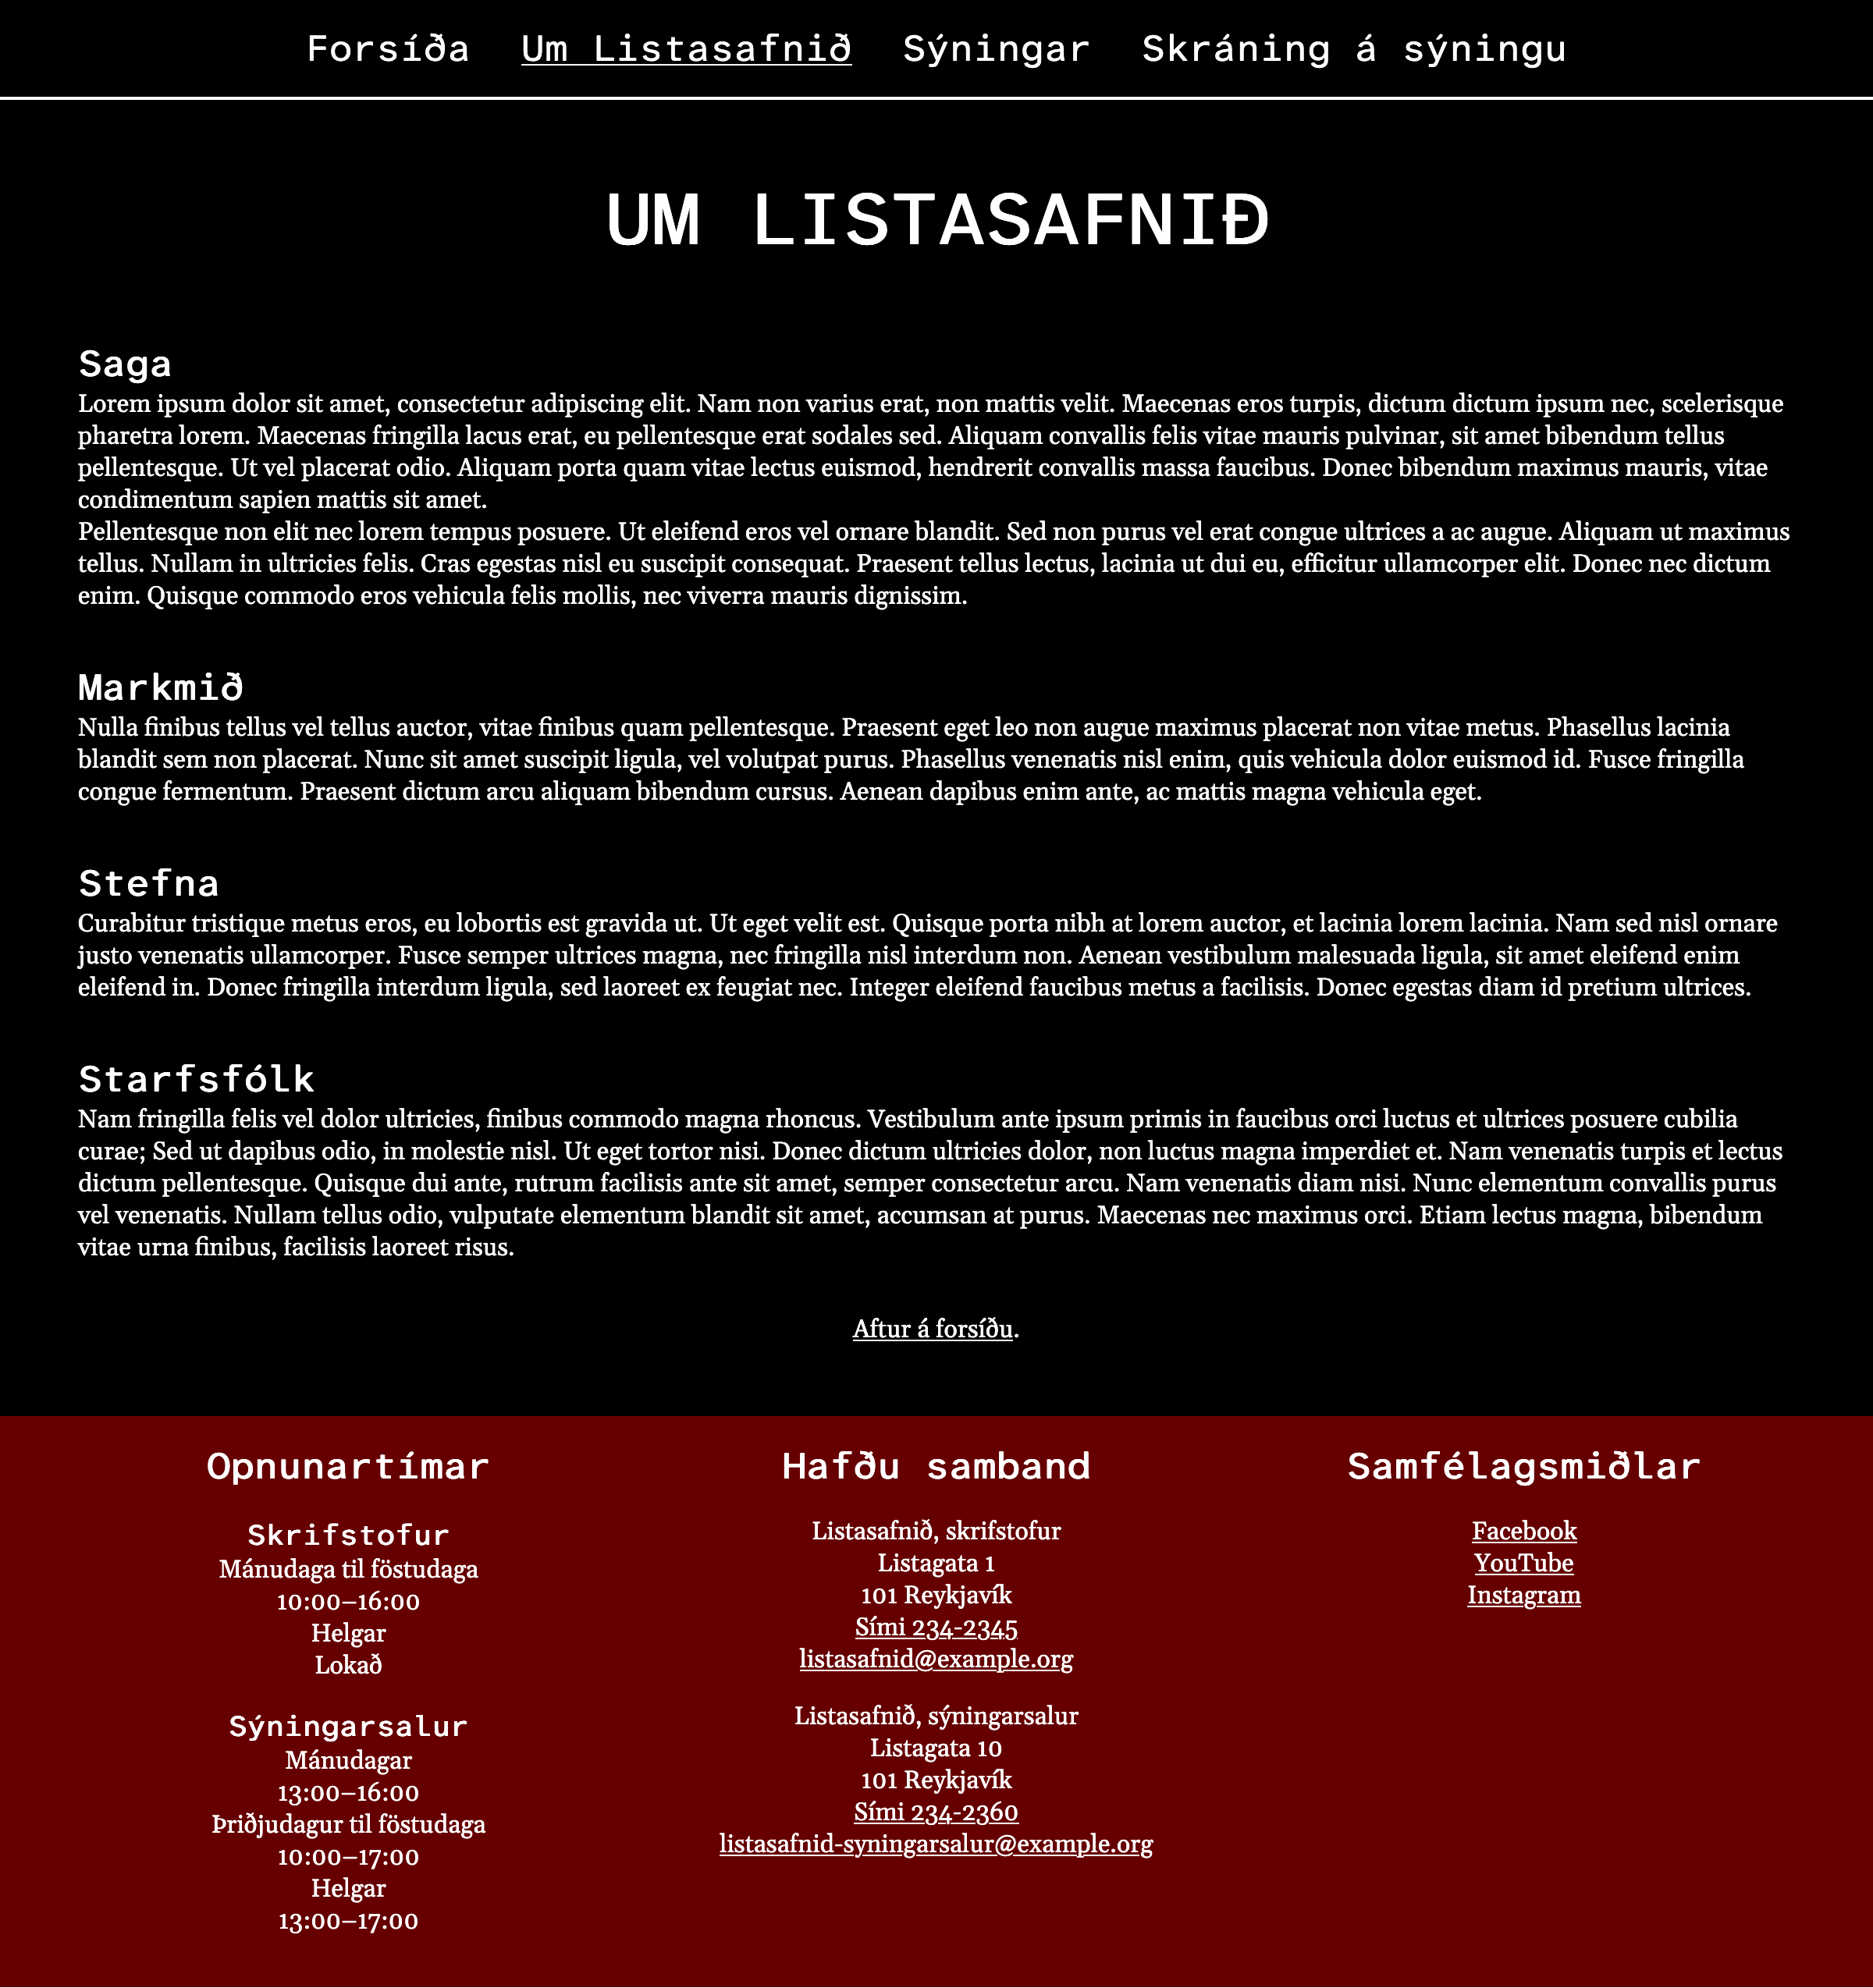 Forsíða Um Listasafnið Sýningar Skráning á sýningu
UM LISTASAFNIÐ
Saga
Lorem ipsum dolor sit amet, consectetur adipiscing elit. Nam non varius erat, non mattis velit. Maecenas eros turpis, dictum dictum ipsum nec, scelerisque
pharetra lorem. Maecenas fringilla lacus erat, eu pellentesque erat sodales sed. Aliquam convallis felis vitae mauris pulvinar, sit amet bibendum tellus
pellentesque. Ut vel placerat odio. Aliquam porta quam vitae lectus euismod, hendrerit convallis massa faucibus. Donec bibendum maximus mauris, vitae
condimentum sapien mattis sit amet.
Pellentesque non elit nec lorem tempus posuere. Ut eleifend eros vel ornare blandit. Sed non purus vel erat congue ultrices a ac augue. Aliquam ut maximus
tellus. Nullam in ultricies felis. Cras egestas nisl eu suscipit consequat. Praesent tellus lectus, lacinia ut dui eu, efficitur ullamcorper elit. Donec nec dictum
enim. Quisque commodo eros vehicula felis mollis, nec viverra mauris dignissim.
Markmið
Nulla finibus tellus vel tellus auctor, vitae finibus quam pellentesque. Praesent eget leo non augue maximus placerat non vitae metus. Phasellus lacinia
blandit sem non placerat. Nunc sit amet suscipit ligula, vel volutpat purus. Phasellus venenatis nisl enim, quis vehicula dolor euismod id. Fusce fringilla
congue fermentum. Praesent dictum arcu aliquam bibendum cursus. Aenean dapibus enim ante, ac mattis magna vehicula eget.
Stefna
Curabitur tristique metus eros, eu lobortis est gravida ut. Ut eget velit est. Quisque porta nibh at lorem auctor, et lacinia lorem lacinia. Nam sed nisl ornare
justo venenatis ullamcorper. Fusce semper ultrices magna, nec fringilla nisl interdum non. Aenean vestibulum malesuada ligula, sit amet eleifend enim
eleifend in. Donec fringilla interdum ligula, sed laoreet ex feugiat nec. Integer eleifend faucibus metus a facilisis. Donec egestas diam id pretium ultrices.
Starfsfólk
Nam fringilla felis vel dolor ultricies, finibus commodo magna rhoncus. Vestibulum ante ipsum primis in faucibus orci luctus et ultrices posuere cubilia
curae; Sed ut dapibus odio, in molestie nisl. Ut eget tortor nisi. Donec dictum ultricies dolor, non luctus magna imperdiet et. Nam venenatis turpis et lectus
dictum pellentesque. Quisque dui ante, rutrum facilisis ante sit amet, semper consectetur arcu. Nam venenatis diam nisi. Nunc elementum convallis purus
vel venenatis. Nullam tellus odio, vulputate elementum blandit sit amet, accumsan at purus. Maecenas nec maximus orci. Etiam lectus magna, bibendum
vitae urna finibus, facilisis laoreet risus.
Aftur á forsíðu.
Opnunartímar
Skrifstofur
Mánudaga til föstudaga
10:00–16:00
Helgar
Lokað
Sýningarsalur
Mánudagar
13:00–16:00
Þriðjudagur til föstudaga
10:00–17:00
Helgar
13:00–17:00
Hafðu samband
Listasafnið, skrifstofur
Listagata 1
101 Reykjavík
Sími 234-2345
listasafnid@example.org
Listasafnið, sýningarsalur
Listagata 10
101 Reykjavík
Sími 234-2360
listasafnid-syningarsalur@example.org
Samfélagsmiðlar
Facebook
YouTube
Instagram